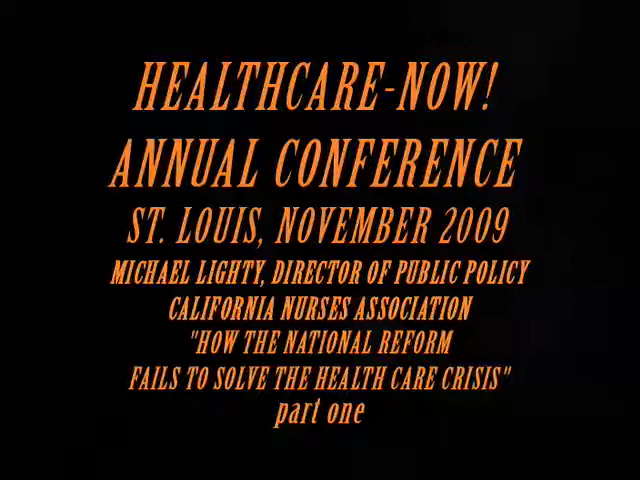 HEALTHCARE-NOW!
ANNUAL CONFERENCE
ST. LOUIS, NOVEMBER 2009
MICHAEL LIGHTY, DIRECTOR OF PUBLIC POLICY
CALIFORNIA NURSES ASSOCIATION
"HOW THE NATIONAL REFORM
FAILS TO SOLVE THE HEALTH CARE CRISIS"
part one